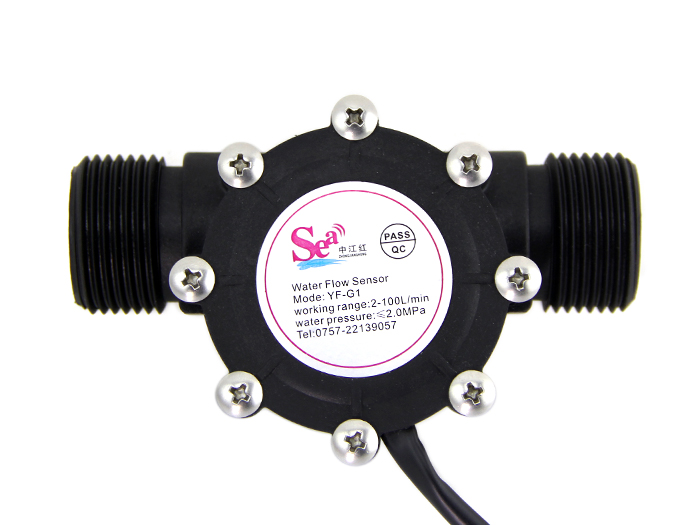 Sea
中江红
ZHONGJIANGHONG
PASS
QC
Water Flow Sensor
Mode: YF-G1
working range:2-100L/min
water pressure:≤2.0MPa
Tel:0757-22139057